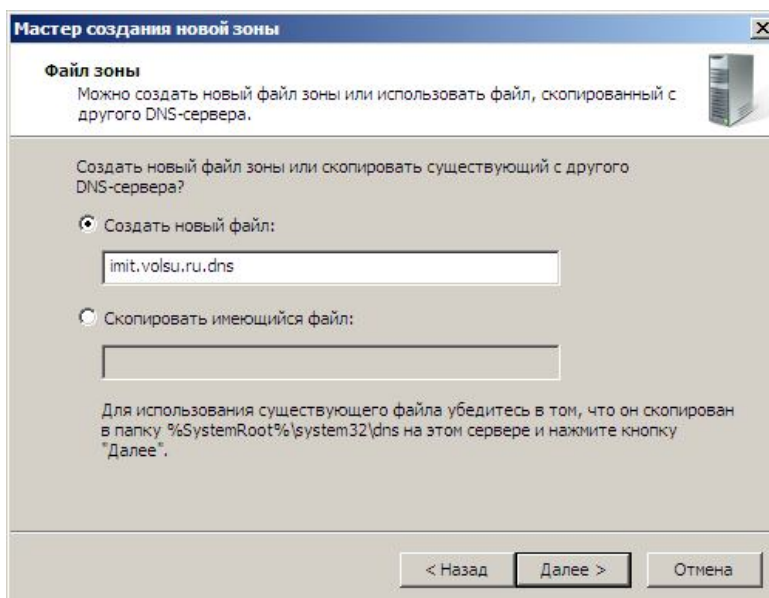 Мастер создания новой зоны
Файл зоны
Можно создать новый файл зоны или использовать файл, скопированный с
другого DNS-сервера.
Создать новый файл зоны или скопировать существующий с другого
DNS-сервера?
Создать новый файл:
imit.volsu.ru.dns
Скопировать имеющийся файл:
Для использования существующего файла убедитесь в том, что он скопирован
в папку %SystemRoot%\system32\dns на этом сервере и нажмите кнопку
"Далее".
< Назад
Далее >
Отмена